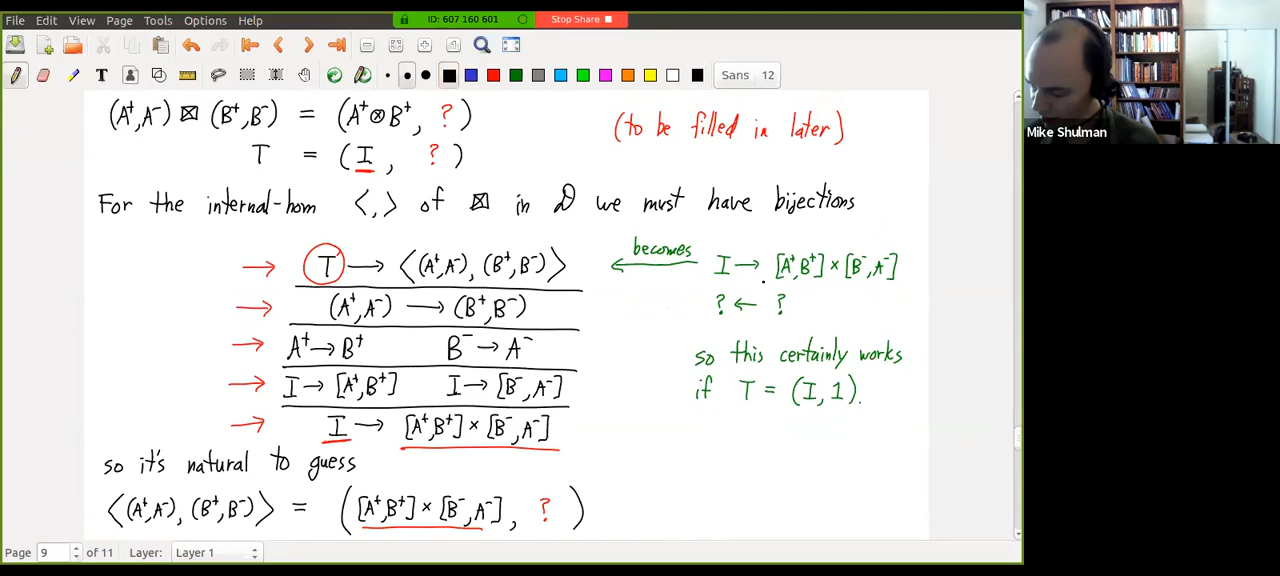 File Edit View Page Tools Options Help
ID: 607 160 601 Stop Share
Sans 12
Mike Shulman
(A⁺,A⁻) ⊠ (B⁺,B⁻) = (A⁺⊗B⁺, ?)
(to be filled in later)
T = (I, ?)
For the internal-hom <,> of ⊠ in 𝒟 we must have bijections
→ T → <(A⁺,A⁻), (B⁺,B⁻)>
becomes
← I → [A⁺,B⁺] × [B⁻,A⁻]
→ (A⁺,A⁻) → (B⁺,B⁻)
? ← ?
→ A⁺→B⁺ B⁻→A⁻
so this certainly works
→ I→[A⁺,B⁺] I→[B⁻,A⁻]
if T = (I, 1).
→ I → [A⁺,B⁺] × [B⁻,A⁻]
so it's natural to guess
<(A⁺,A⁻), (B⁺,B⁻)> = ([A⁺,B⁺] × [B⁻,A⁻], ?)
Page 9 of 11 Layer: Layer 1